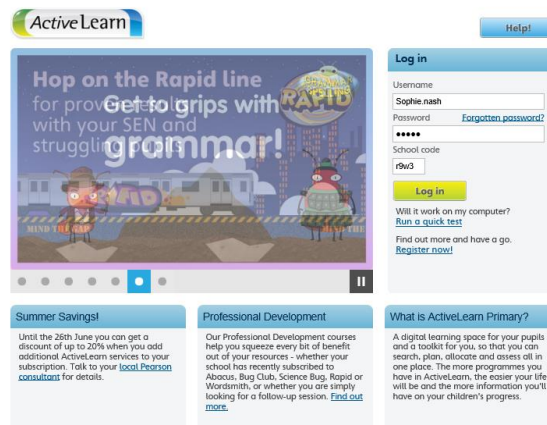 ActiveLearn
Help!
Hop on the Rapid line
for proven results
with your SEN and
struggling pupils
Get to grips with
grammar!
GRAMMAR
SPELLING
RAPID
RAPID
MIND THE GAP
MIND THE
Log in
Username
Sophie.nash
Password Forgotten password?
School code
r9w3
Log in
Will it work on my computer?
Run a quick test
Find out more and have a go.
Register now!
Summer Savings!
Until the 26th June you can get a
discount of up to 20% when you add
additional ActiveLearn services to your
subscription. Talk to your local Pearson
consultant for details.
Professional Development
Our Professional Development courses
help you squeeze every bit of benefit
out of your resources - whether your
school has recently subscribed to
Abacus, Bug Club, Science Bug, Rapid or
Wordsmith, or whether you are simply
looking for a follow-up session. Find out
more.
What is ActiveLearn Primary?
A digital learning space for your pupils
and a toolkit for you, so that you can
search, plan, allocate and assess all in
one place. The more programmes you
have in ActiveLearn, the easier your life
will be and the more information you'll
have on your children's progress.